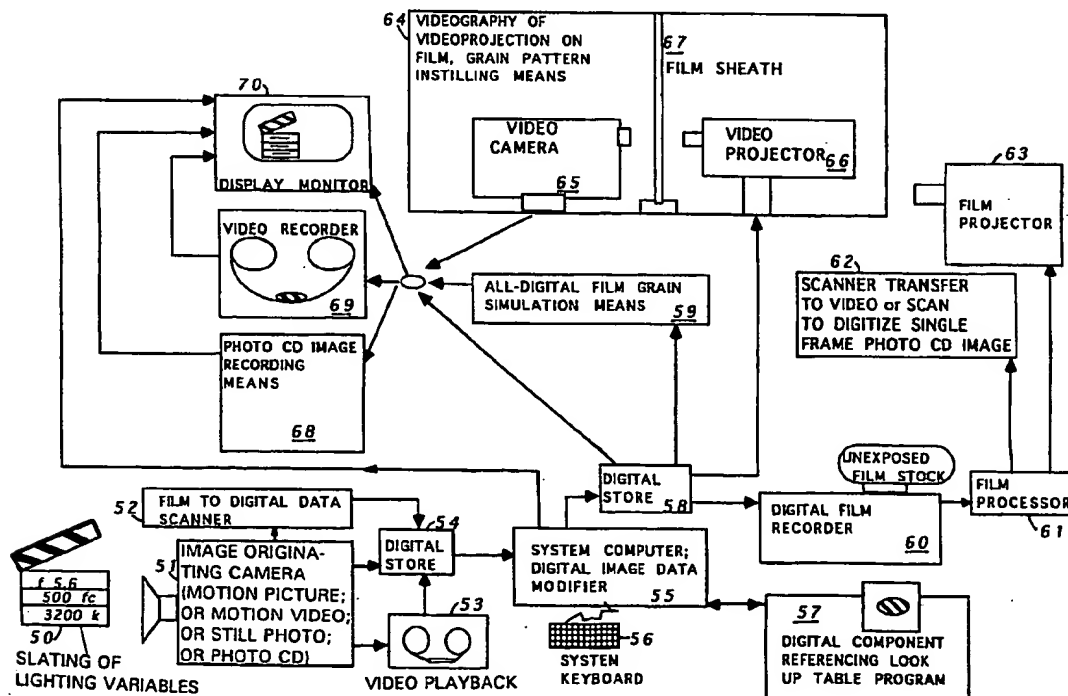 64
VIDEOGRAPHY OF
VIDEOPROJECTION ON
FILM, GRAIN PATTERN
INSTILLING MEANS
67
FILM SHEATH
VIDEO
CAMERA
65
VIDEO
PROJECTOR
66
70
DISPLAY MONITOR
63
FILM
PROJECTOR
VIDEO RECORDER
69
ALL-DIGITAL FILM GRAIN
SIMULATION MEANS
59
62
SCANNER TRANSFER
TO VIDEO or SCAN
TO DIGITIZE SINGLE
FRAME PHOTO CD IMAGE
PHOTO CD IMAGE
RECORDING
MEANS
68
52
FILM TO DIGITAL DATA
SCANNER
54
DIGITAL
STORE
DIGITAL
STORE
58
UNEXPOSED
FILM STOCK
DIGITAL FILM
RECORDER
60
FILM
PROCESSOR
61
f 5.6
500 fc
3200 k
50
SLATING OF
LIGHTING VARIABLES
51
IMAGE ORIGINA-
TING CAMERA
(MOTION PICTURE;
OR MOTION VIDEO;
OR STILL PHOTO;
OR PHOTO CD)
53
VIDEO PLAYBACK
SYSTEM COMPUTER;
DIGITAL IMAGE DATA
MODIFIER
55
56
SYSTEM
KEYBOARD
57
DIGITAL COMPONENT
REFERENCING LOOK
UP TABLE PROGRAM